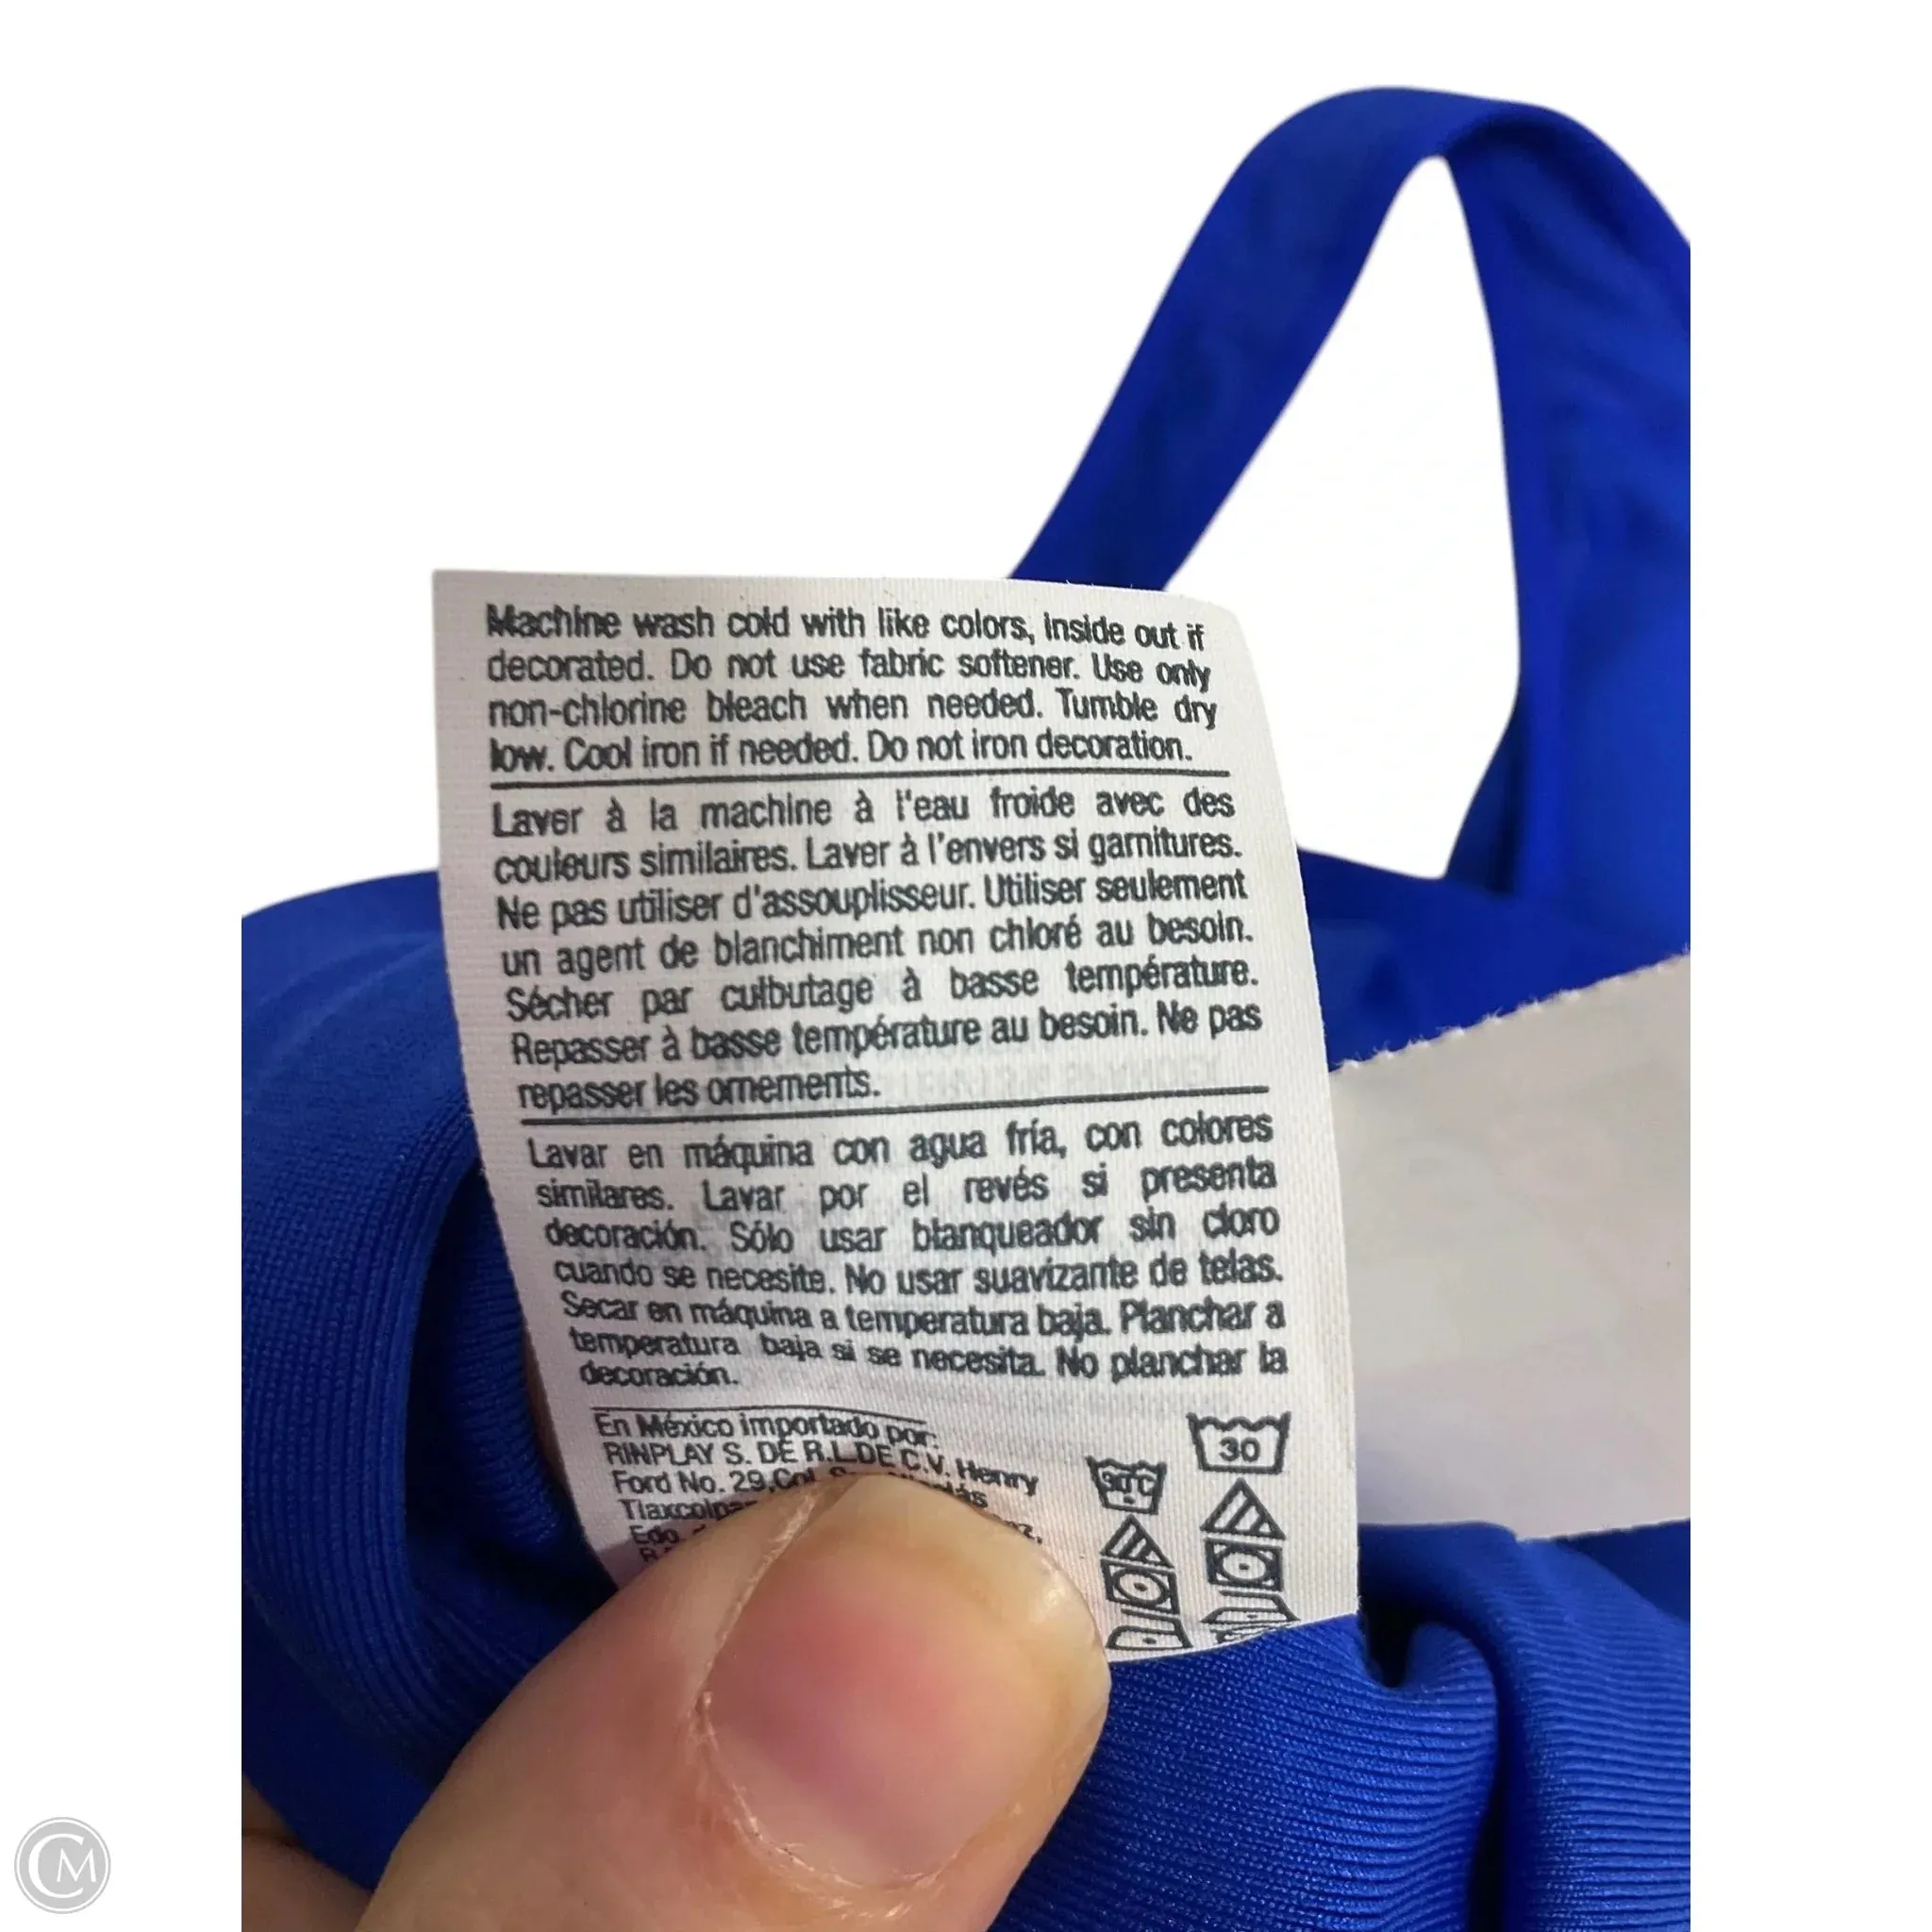 Machine wash cold with like colors, inside out if
decorated. Do not use fabric softener. Use only
non-chlorine bleach when needed. Tumble dry
low. Cool iron if needed. Do not iron decoration.
Laver à la machine à l'eau froide avec des
couleurs similaires. Laver à l'envers si garnitures.
Ne pas utiliser d'assouplisseur. Utiliser seulement
un agent de blanchiment non chloré au besoin.
Sécher par culbutage à basse température.
Repasser à basse température au besoin. Ne pas
repasser les ornements.
Lavar en máquina con agua fría, con colores
similares. Lavar por el revés si presenta
decoración. Sólo usar blanqueador sin cloro
cuando se necesite. No usar suavizante de telas.
Secar en máquina a temperatura baja. Planchar a
temperatura baja si se necesita. No planchar la
decoración.
En México importado por:
RINPLAY S. DE R.L. DE C.V. Henry
Ford No. 29, Col.
Edo.
30°C
30
CM